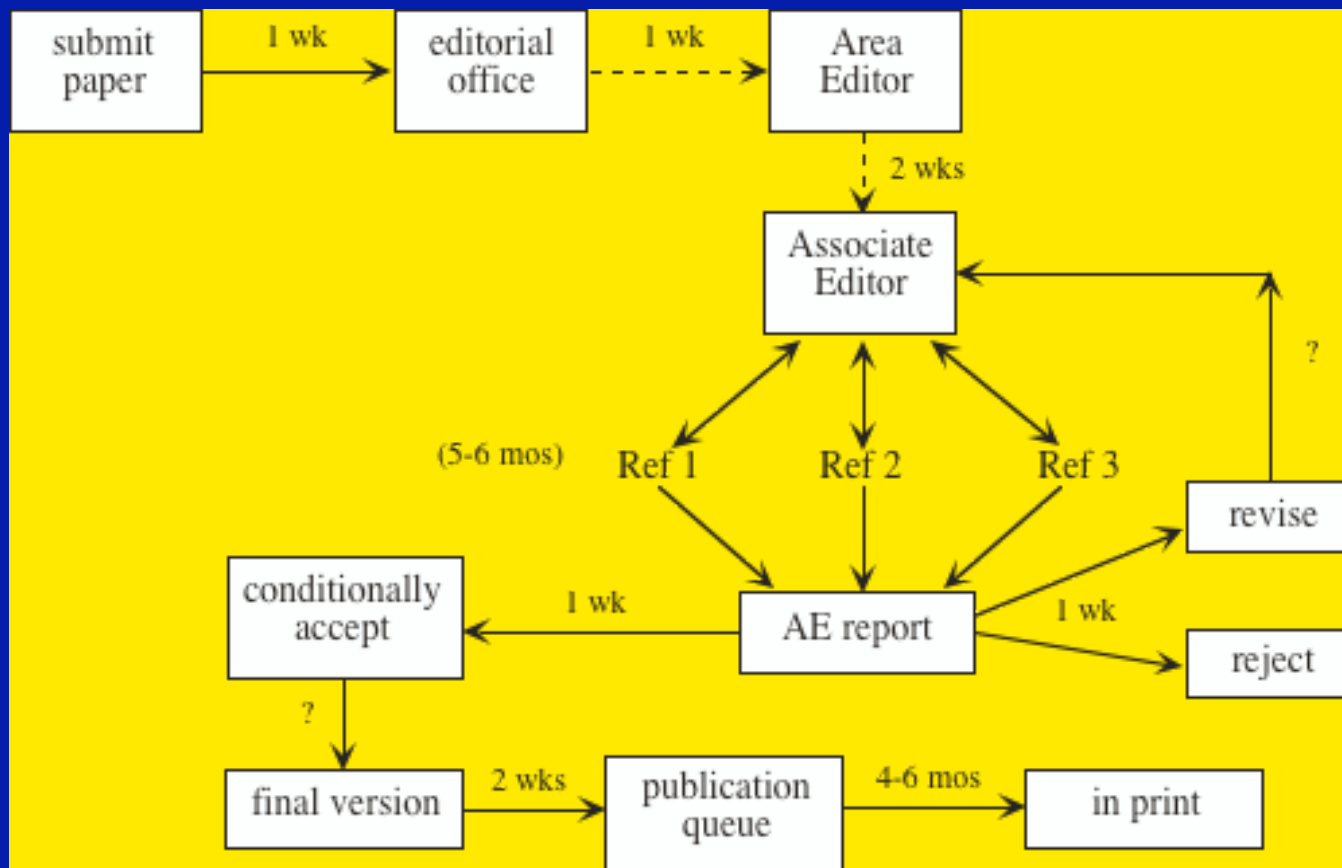 submit
paper
1 wk
editorial
office
1 wk
Area
Editor
2 wks
Associate
Editor
?
(5-6 mos)
Ref 1
Ref 2
Ref 3
revise
conditionally
accept
1 wk
AE report
1 wk
reject
?
final version
2 wks
publication
queue
4-6 mos
in print